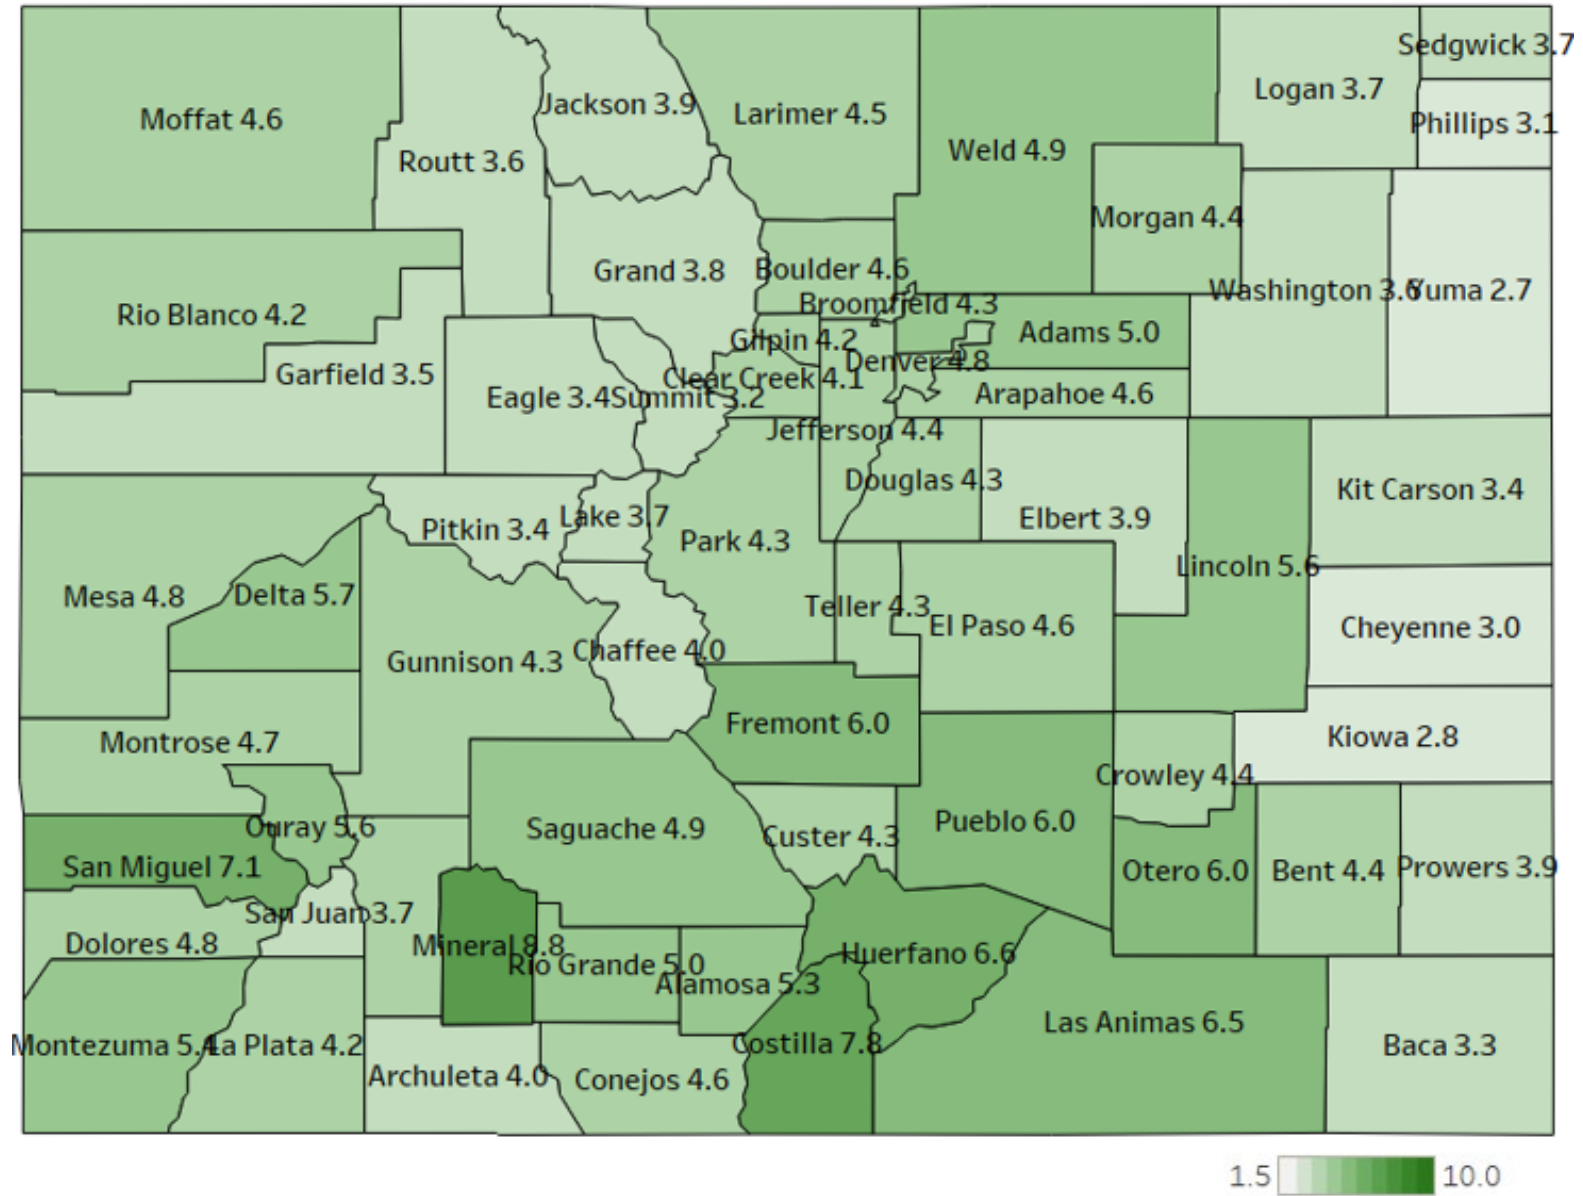 Sedgwick 3.7
Logan 3.7
Jackson 3.9
Larimer 4.5
Moffat 4.6
Phillips 3.1
Weld 4.9
Routt 3.6
Morgan 4.4
Boulder 4.6
Grand 3.8
Washington 3.6
Yuma 2.7
Broomfield 4.3
Rio Blanco 4.2
Adams 5.0
Gilpin 4.2
Denver 4.8
Garfield 3.5
Clear Creek 4.1
Arapahoe 4.6
Eagle 3.4
Summit 3.2
Jefferson 4.4
Douglas 4.3
Kit Carson 3.4
Lake 3.7
Elbert 3.9
Pitkin 3.4
Park 4.3
Lincoln 5.6
Mesa 4.8
Delta 5.7
Teller 4.3
El Paso 4.6
Cheyenne 3.0
Chaffee 4.0
Gunnison 4.3
Fremont 6.0
Kiowa 2.8
Montrose 4.7
Crowley 4.4
Pueblo 6.0
Ouray 5.6
Saguache 4.9
Custer 4.3
San Miguel 7.1
Otero 6.0
Bent 4.4
Prowers 3.9
San Juan 3.7
Dolores 4.8
Mineral 8.8
Huerfano 6.6
Rio Grande 5.0
Alamosa 5.3
Las Animas 6.5
Montezuma 5.4
La Plata 4.2
Costilla 7.8
Baca 3.3
Archuleta 4.0
Conejos 4.6
1.5
10.0